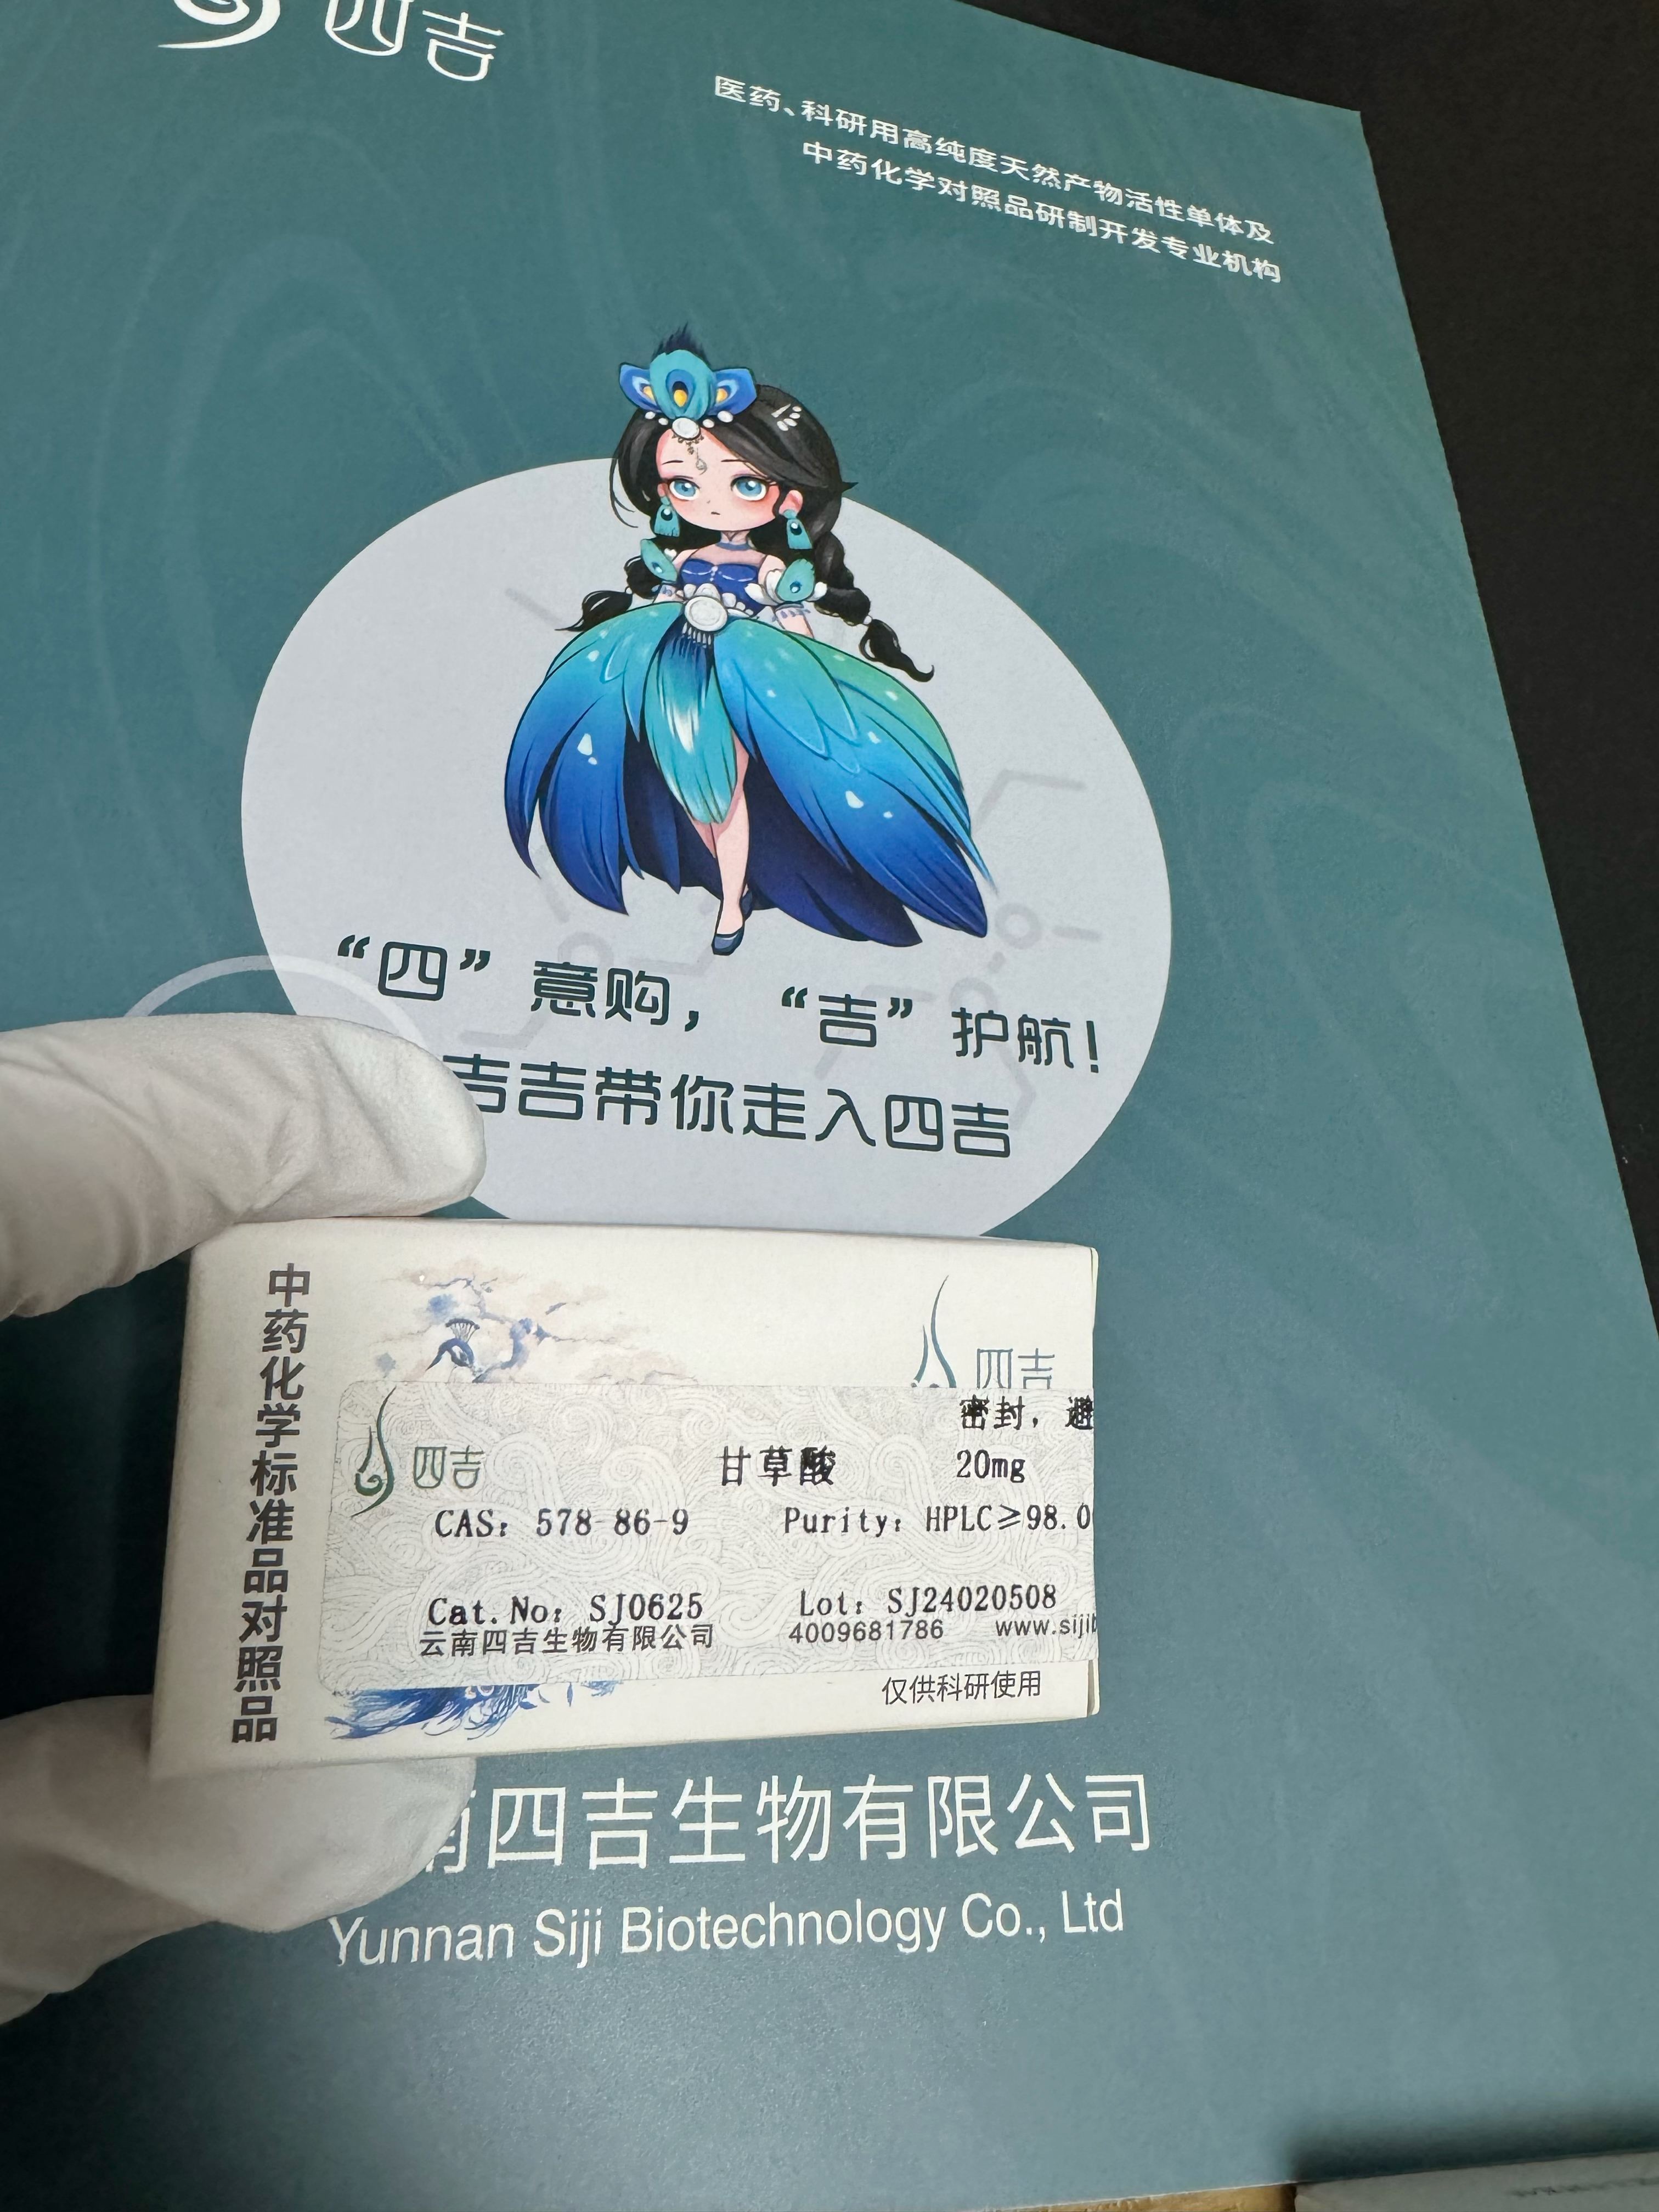 四吉
医药、科研用高纯度天然产物活性单体及
中药化学对照品研制开发专业机构
“四”意购，“吉”护航！
吉吉带你走入四吉
中药化学标准品对照品
四吉
密封，避
四吉
甘草酸
20mg
CAS: 578-86-9
Purity: HPLC≥98.0
Cat.No: SJ0625
Lot: SJ24020508
云南四吉生物有限公司
4009681786
www.siji
仅供科研使用
南四吉生物有限公司
Yunnan Siji Biotechnology Co., Ltd